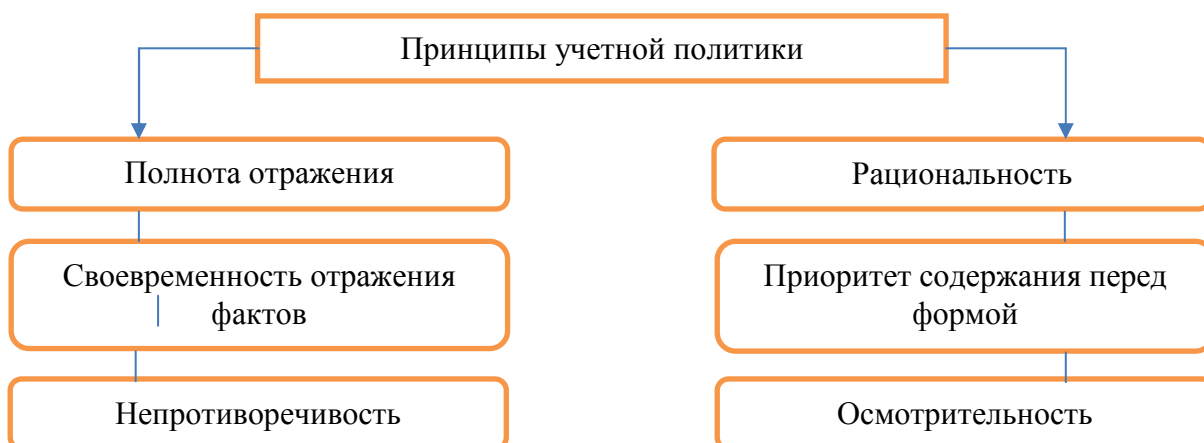 Принципы учетной политики
Полнота отражения
Рациональность
Своевременность отражения
фактов
Приоритет содержания перед
формой
Непротиворечивость
Осмотрительность